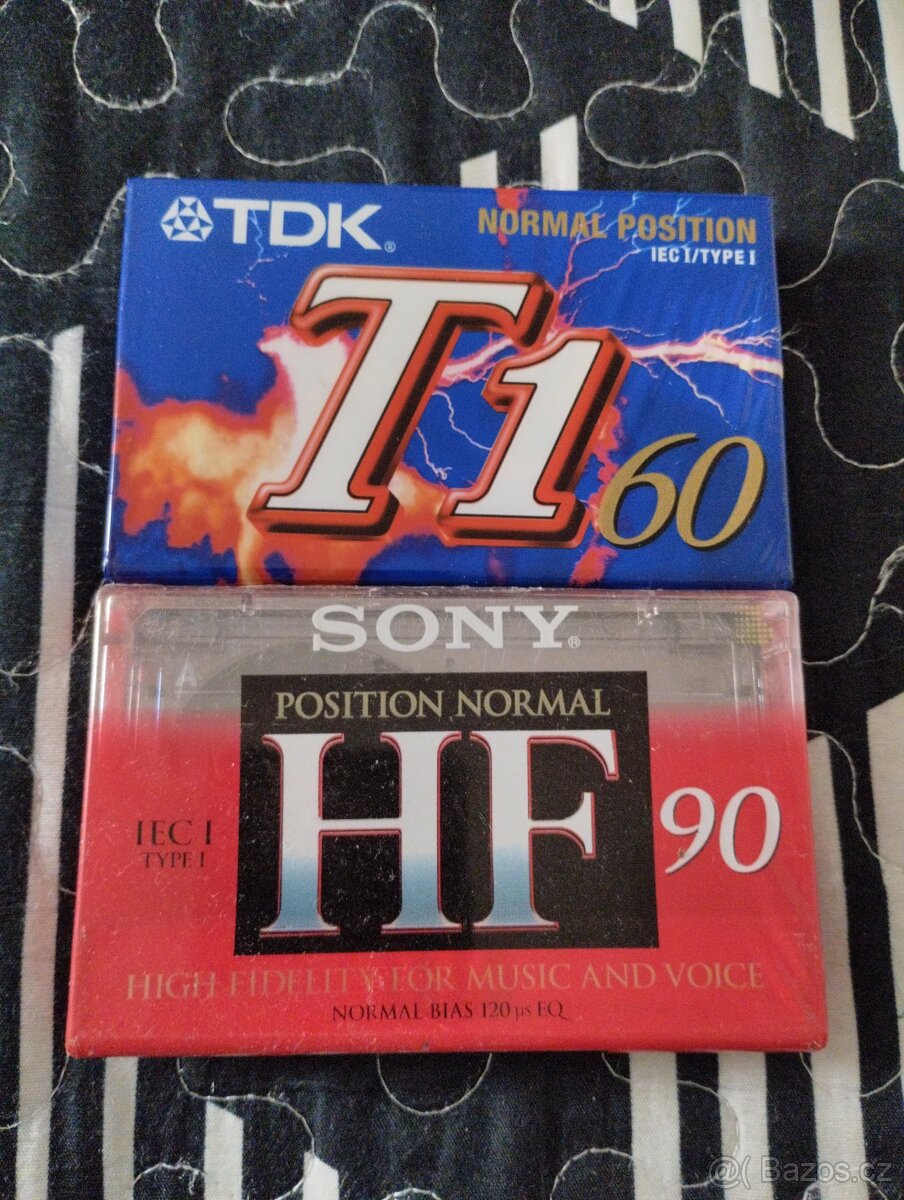 TDK®
NORMAL POSITION
IEC I/TYPE I
T1
60
SONY®
A
POSITION NORMAL
HF
90
IEC I
TYPE I
HIGH FIDELITY FOR MUSIC AND VOICE
NORMAL BIAS 120 µs EQ
@( Bazos.cz